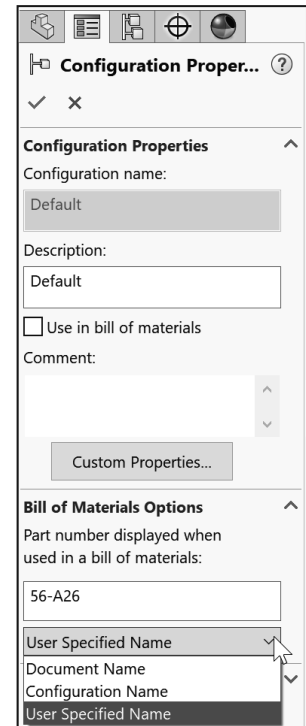 Configuration Proper... ?
Configuration Properties
Configuration name:
Default
Description:
Default
Use in bill of materials
Comment:
Custom Properties...
Bill of Materials Options
Part number displayed when
used in a bill of materials:
56-A26
User Specified Name
Document Name
Configuration Name
User Specified Name